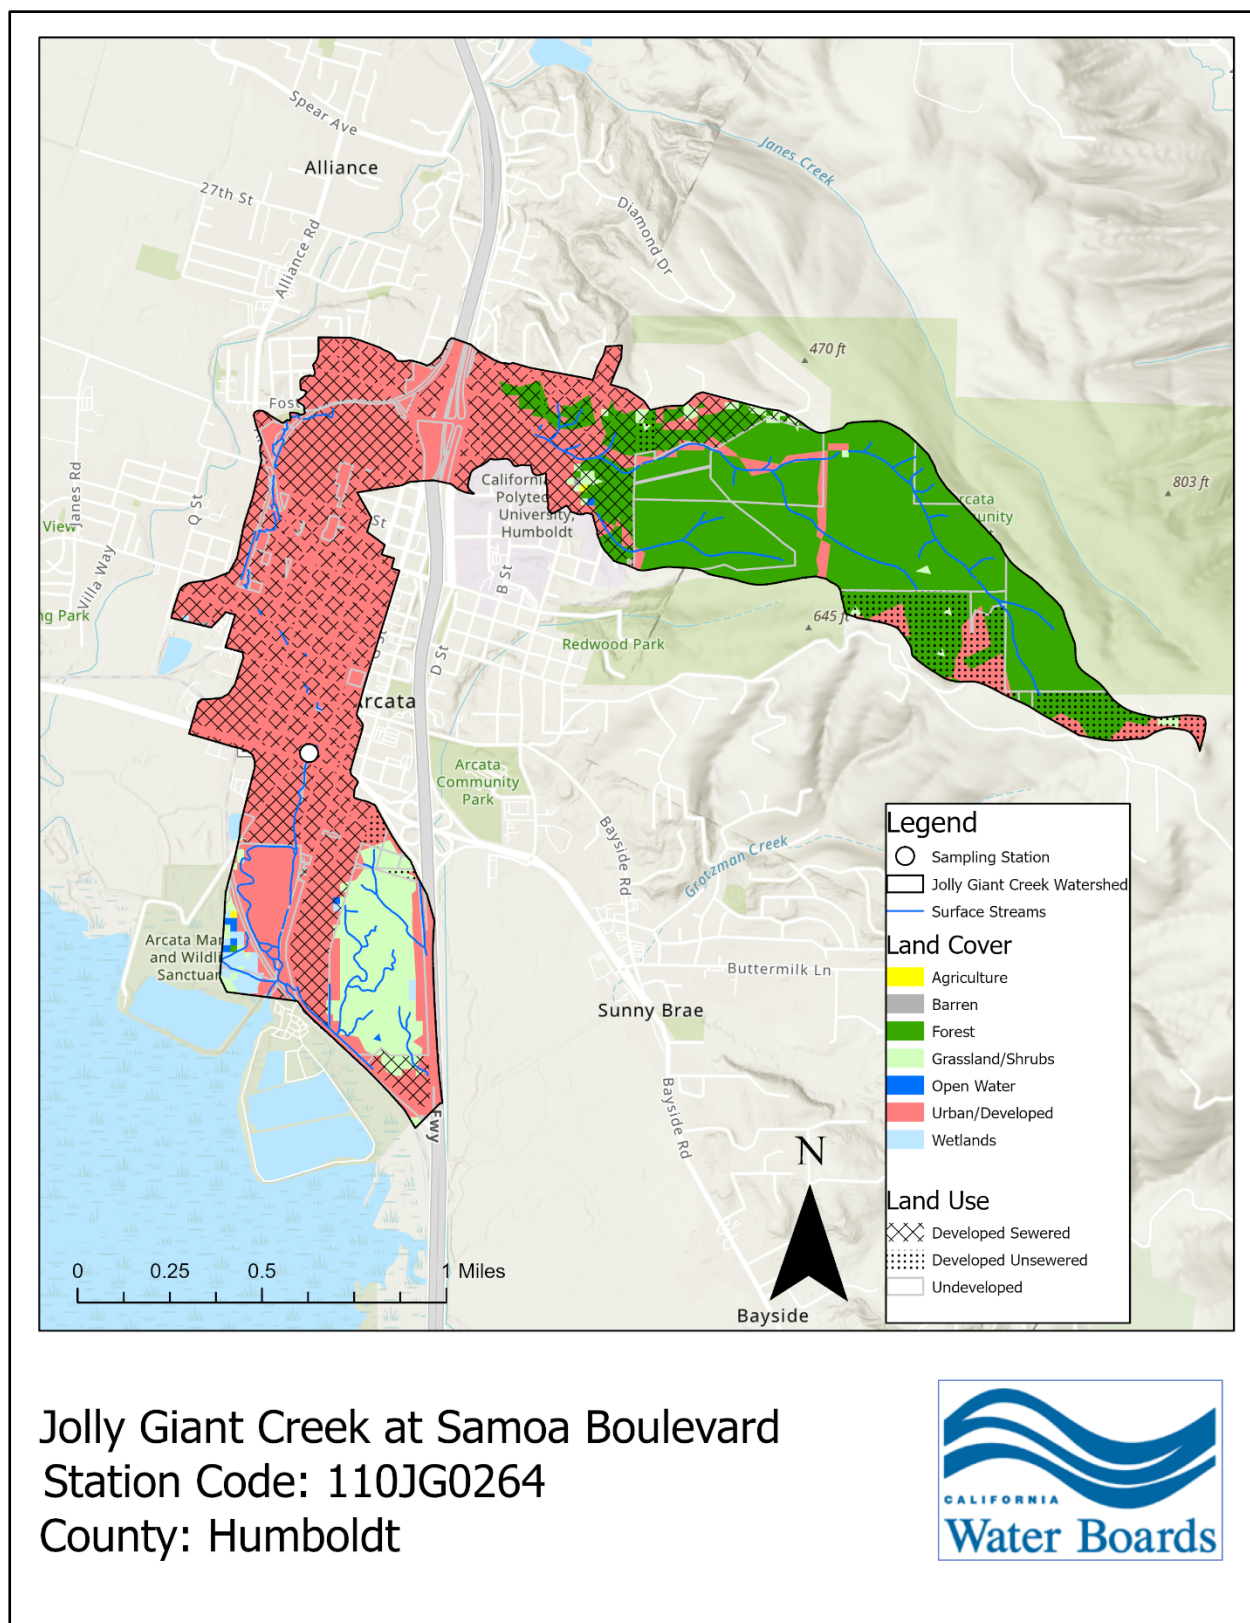 Spear Ave
Alliance
Janes Creek
27th St
Diamond Dr
Alliance Rd
470 ft
Fos
803 ft
Janes Rd
Q St
View
St
California
Polytec
University,
Humboldt
rcata
munity
Villa Way
B St
ng Park
645 ft
Redwood Park
D St
Arcata
Arcata
Community
Park
Bayside Rd
Grotzman Creek
Arcata Mar
and Wildli
Sanctuar
Buttermilk Ln
Sunny Brae
Bayside Rd
Fwy
Bayside
0 0.25 0.5 1 Miles
N
Legend
Sampling Station
Jolly Giant Creek Watershed
Surface Streams
Land Cover
Agriculture
Barren
Forest
Grassland/Shrubs
Open Water
Urban/Developed
Wetlands
Land Use
Developed Sewered
Developed Unsewered
Undeveloped
Jolly Giant Creek at Samoa Boulevard
Station Code: 110JG0264
County: Humboldt
CALIFORNIA
Water Boards